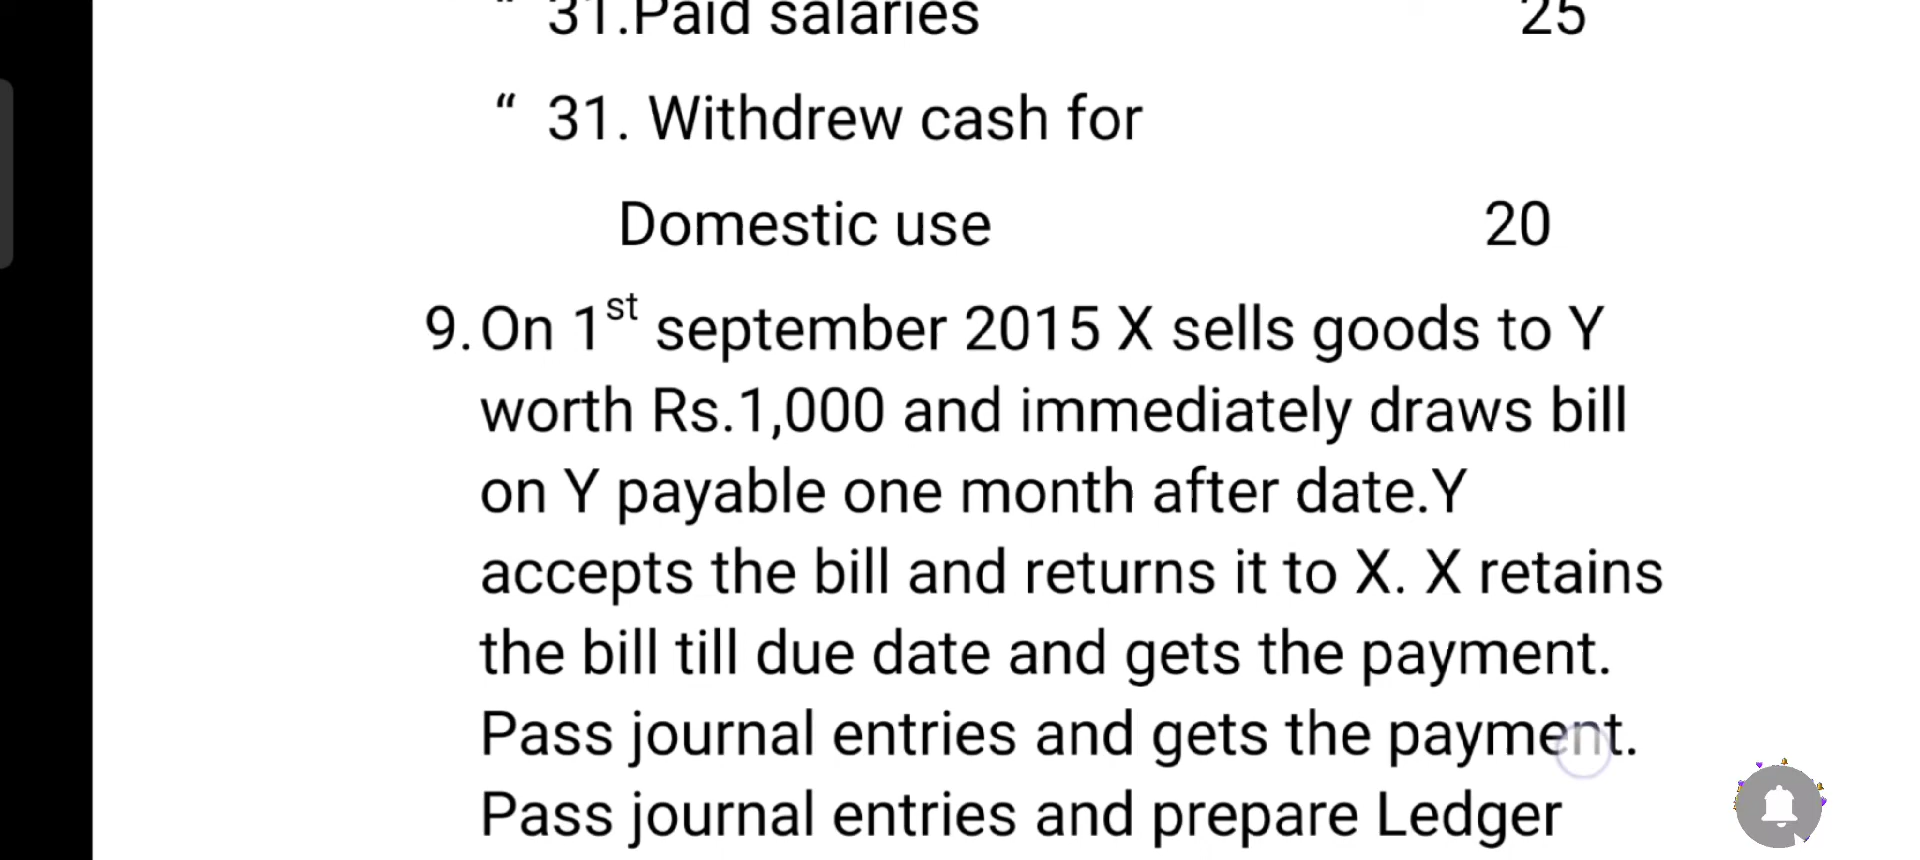 “ 31.Paid salaries 25
“ 31. Withdrew cash for
Domestic use 20
9. On 1st september 2015 X sells goods to Y
worth Rs.1,000 and immediately draws bill
on Y payable one month after date.Y
accepts the bill and returns it to X. X retains
the bill till due date and gets the payment.
Pass journal entries and gets the payment.
Pass journal entries and prepare Ledger